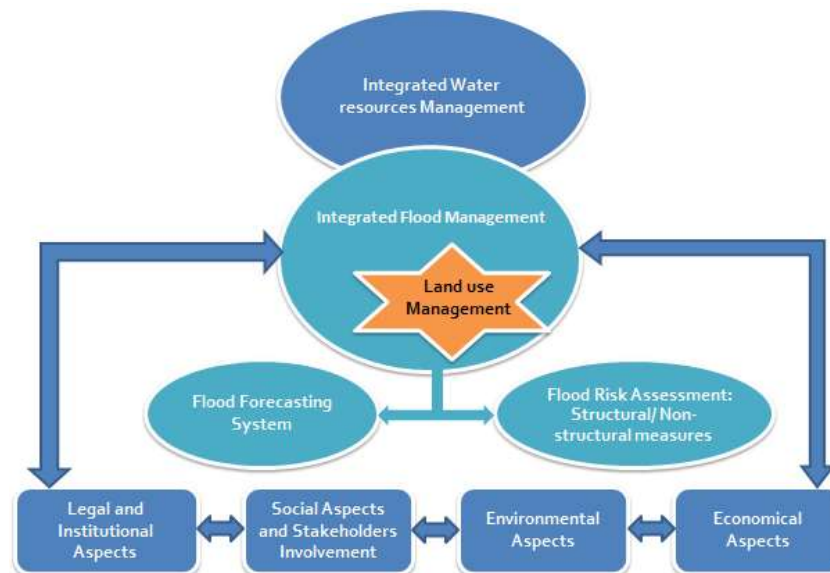 Integrated Water
resources Management
Integrated Flood Management
Land use
Management
Flood Forecasting
System
Flood Risk Assessment:
Structural/ Non-
structural measures
Legal and
Institutional
Aspects
Social Aspects
and Stakeholders
Involvement
Environmental
Aspects
Economical
Aspects